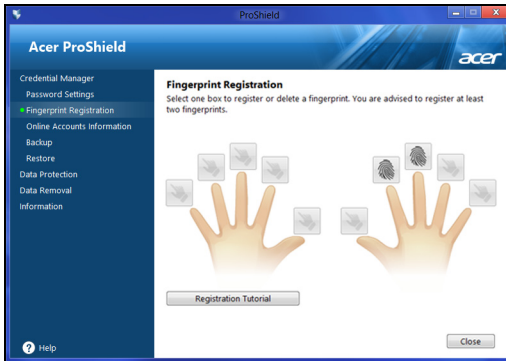 ProShield
Acer ProShield
acer
Credential Manager
Password Settings
Fingerprint Registration
Online Accounts Information
Backup
Restore
Data Protection
Data Removal
Information
Help
Fingerprint Registration
Select one box to register or delete a fingerprint. You are advised to register at least
two fingerprints.
Registration Tutorial
Close